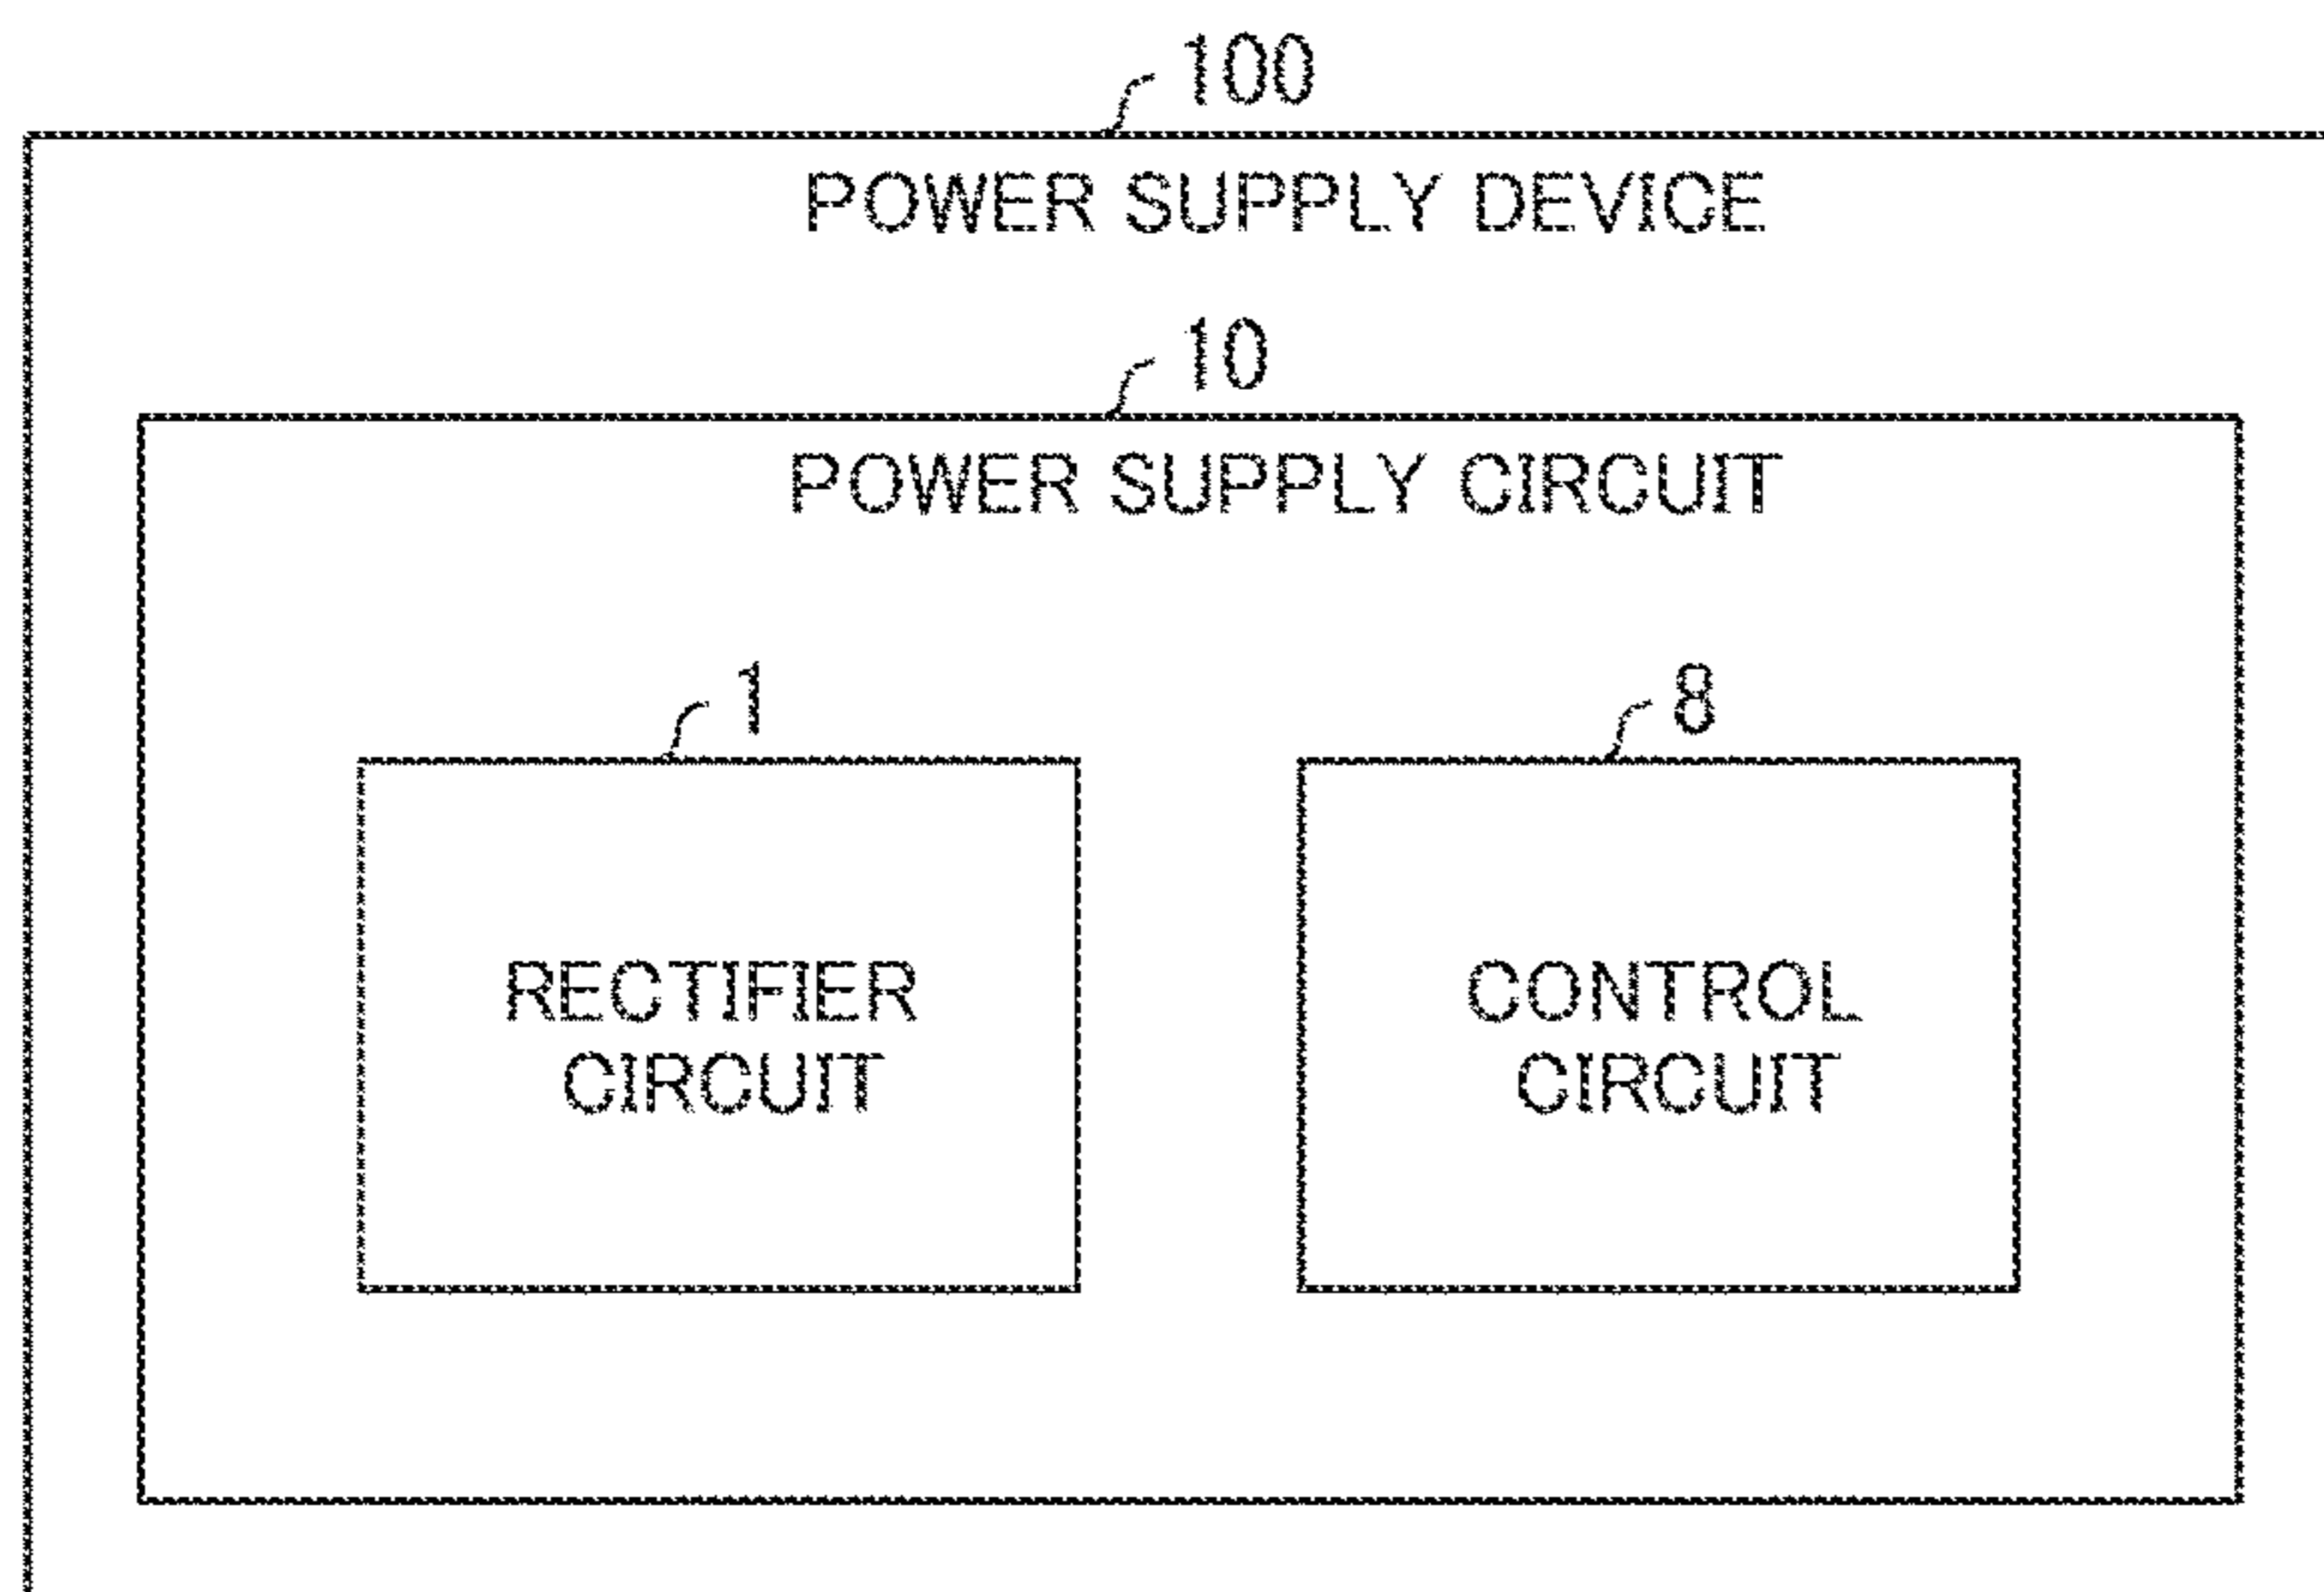 100
POWER SUPPLY DEVICE
10
POWER SUPPLY CIRCUIT
1
RECTIFIER
CIRCUIT
8
CONTROL
CIRCUIT